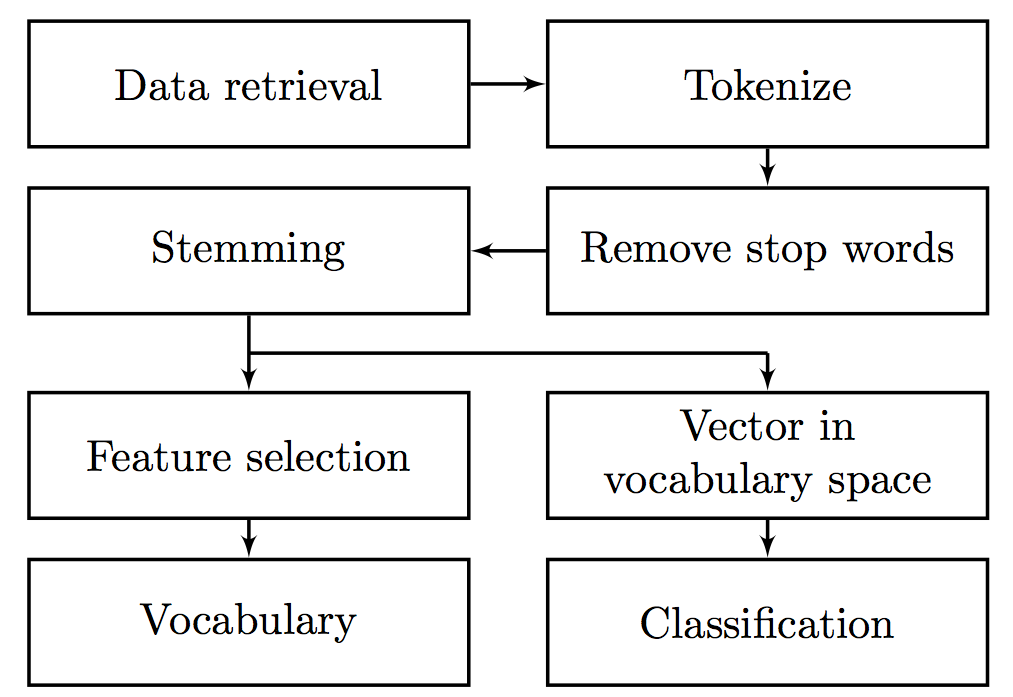 Data retrieval
Tokenize
Stemming
Remove stop words
Feature selection
Vector in
vocabulary space
Vocabulary
Classification